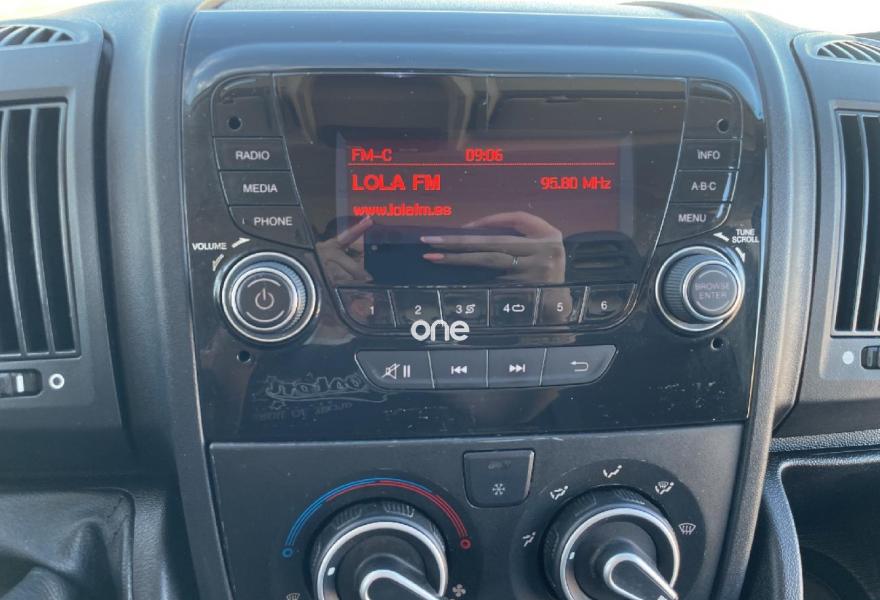 FM-C 09:06
LOLA FM 95.80 MHz
www.lolafm.es
RADIO
MEDIA
PHONE
INFO
A·B·C
MENU
VOLUME
TUNE
SCROLL
BROWSE
ENTER
1 2 3 4 5 6
one